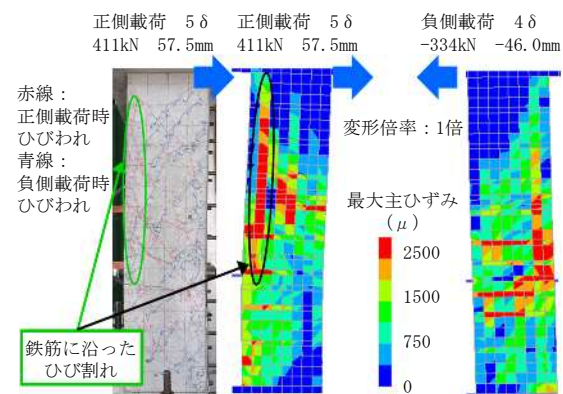 正側載荷　5δ
411kN　57.5mm
正側載荷　5δ
411kN　57.5mm
負側載荷　4δ
-334kN　-46.0mm
赤線：
正側載荷時
ひびわれ
青線：
負側載荷時
ひびわれ
変形倍率：1倍
最大主ひずみ
（μ）
2500
1500
750
0
鉄筋に沿った
ひび割れ